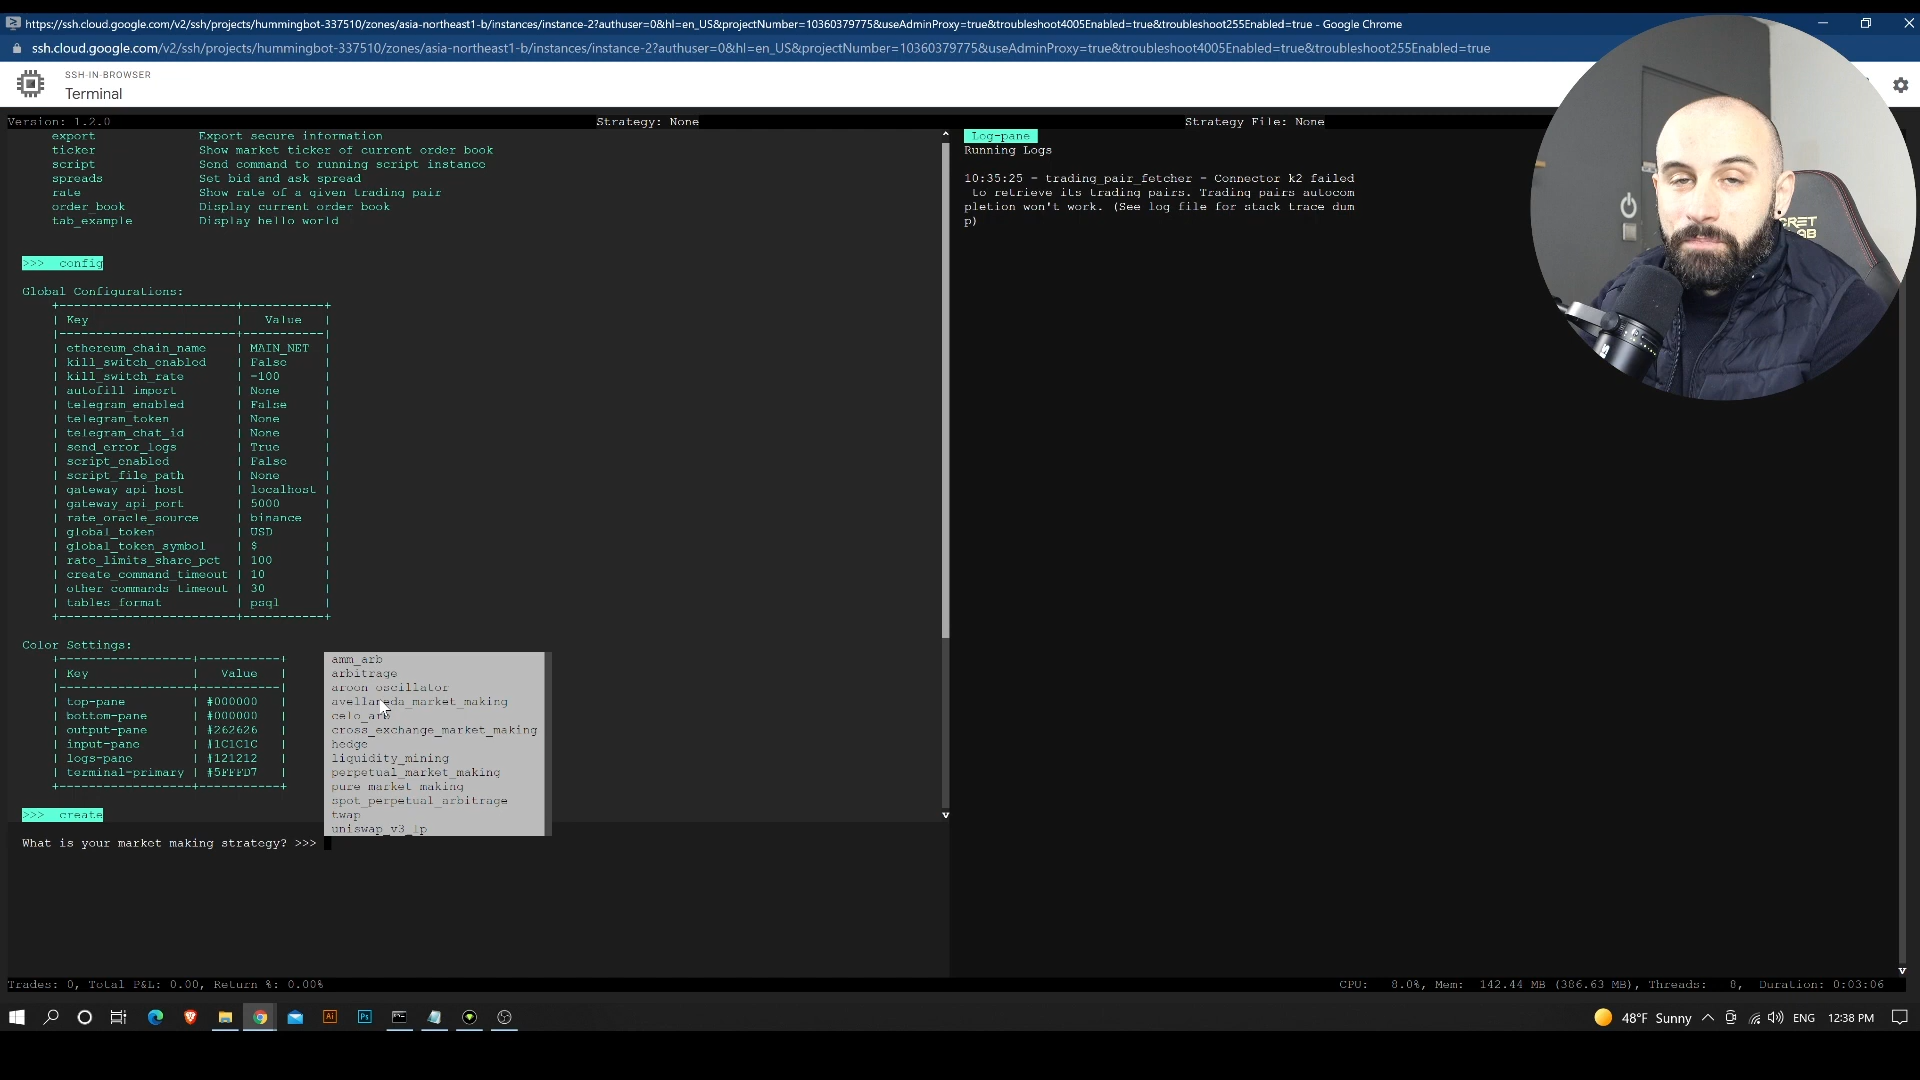 https://ssh.cloud.google.com/v2/ssh/projects/hummingbot-337510/zones/asia-northeast1-b/instances/instance-2?authuser=0&hl=en_US&projectNumber=10360379775&useAdminProxy=true&troubleshoot4005Enabled=true&troubleshoot255Enabled=true - Google Chrome
ssh.cloud.google.com/v2/ssh/projects/hummingbot-337510/zones/asia-northeast1-b/instances/instance-2?authuser=0&hl=en_US&projectNumber=10360379775&useAdminProxy=true&troubleshoot4005Enabled=true&troubleshoot255Enabled=true
SSH-IN-BROWSER
Terminal
Version: 1.2.0 Strategy: None Strategy File: None
export Export secure information
ticker Show market ticker of current order book
script Send command to running script instance
spreads Set bid and ask spread
rate Show rate of a given trading pair
order_book Display current order book
tab_example Display hello world
>>> config
Global Configurations:
| Key | Value |
| ethereum_chain_name | MAIN_NET |
| kill_switch_enabled | False |
| kill_switch_rate | -100 |
| autofill_import | None |
| telegram_enabled | False |
| telegram_token | None |
| telegram_chat_id | None |
| send_error_logs | True |
| script_enabled | False |
| script_file_path | None |
| gateway_api_host | localhost |
| gateway_api_port | 5000 |
| rate_oracle_source | binance |
| global_token | USD |
| global_token_symbol | $ |
| rate_limits_share_pct | 100 |
| create_command_timeout | 10 |
| other_commands_timeout | 30 |
| tables_format | psql |
Color Settings:
| Key | Value |
| top-pane | #000000 |
| bottom-pane | #000000 |
| output-pane | #262626 |
| input-pane | #1C1C1C |
| logs-pane | #121212 |
| terminal-primary | #5FFFD7 |
>>> create
amm_arb
arbitrage
aroon_oscillator
avellaneda_market_making
celo_arb
cross_exchange_market_making
hedge
liquidity_mining
perpetual_market_making
pure_market_making
spot_perpetual_arbitrage
twap
uniswap_v3_lp
What is your market making strategy? >>>
Log-pane
Running Logs
10:35:25 - trading_pair_fetcher - Connector k2 failed
to retrieve its trading pairs. Trading pairs autocom
pletion won't work. (See log file for stack trace dum
p)
CRET
AB
Trades: 0, Total P&L: 0.00, Return %: 0.00%
CPU: 8.0%, Mem: 142.44 MB (386.63 MB), Threads: 8, Duration: 0:03:06
Ai
Ps
48°F Sunny
ENG
12:38 PM